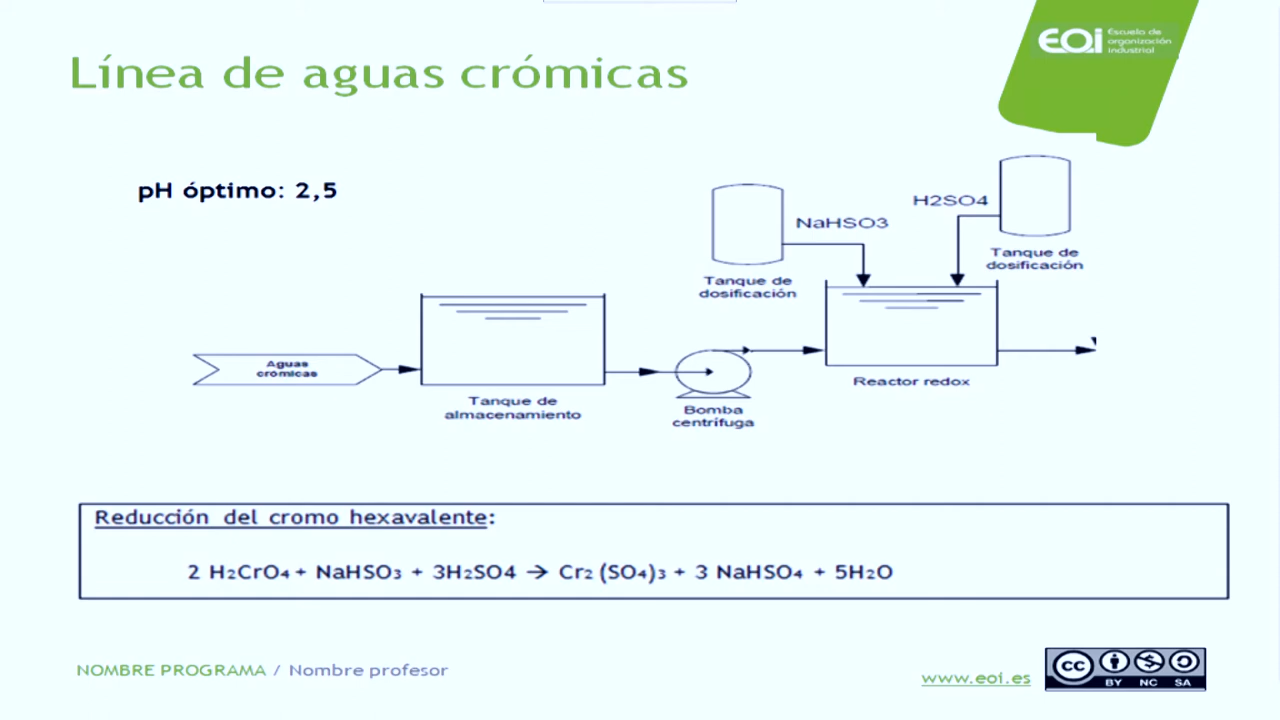 Línea de aguas crómicas
EOI Escuela de
organización
industrial
pH óptimo: 2,5
H2SO4
NaHSO3
Tanque de
dosificación
Tanque de
dosificación
Aguas
crómicas
Tanque de
almacenamiento
Bomba
centrífuga
Reactor redox
Reducción del cromo hexavalente:
2 H₂CrO₄ + NaHSO₃ + 3H₂SO4 → Cr₂ (SO₄)₃ + 3 NaHSO₄ + 5H₂O
NOMBRE PROGRAMA / Nombre profesor
www.eoi.es
cc
BY NC SA